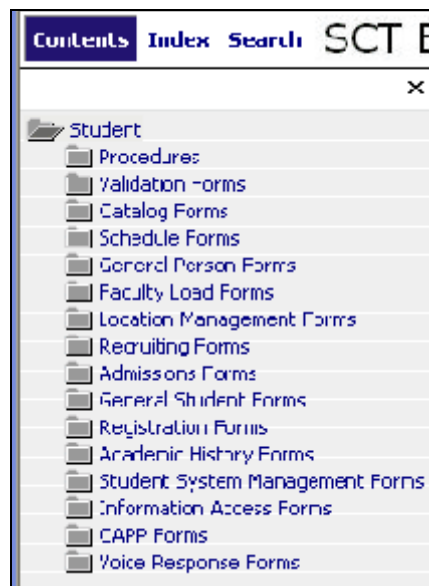 Contents Index Search SCT
Student
Procedures
Validation Forms
Catalog Forms
Schedule Forms
General Person Forms
Faculty Load Forms
Location Management Forms
Recruiting Forms
Admissions Forms
General Student Forms
Registration Forms
Academic History Forms
Student System Management Forms
Information Access Forms
CAPP Forms
Voice Response Forms